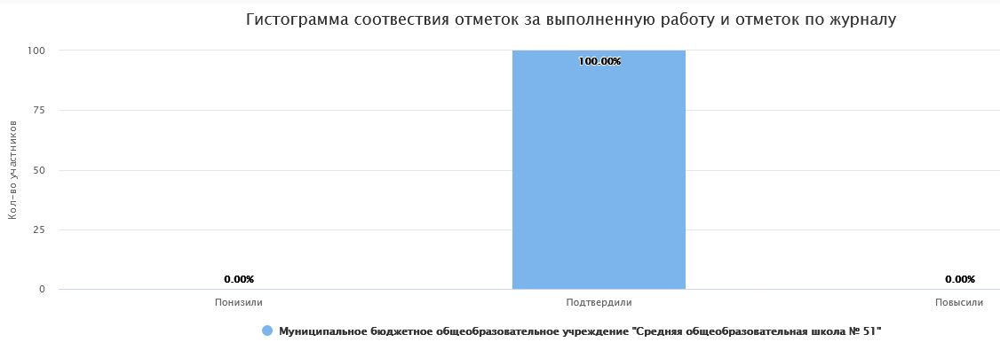 Гистограмма соотвествия отметок за выполненную работу и отметок по журналу
100
75
50
25
0
Кол-во участников
100.00%
0.00%
0.00%
Понизили
Подтвердили
Повысили
Муниципальное бюджетное общеобразовательное учреждение "Средняя общеобразовательная школа № 51"